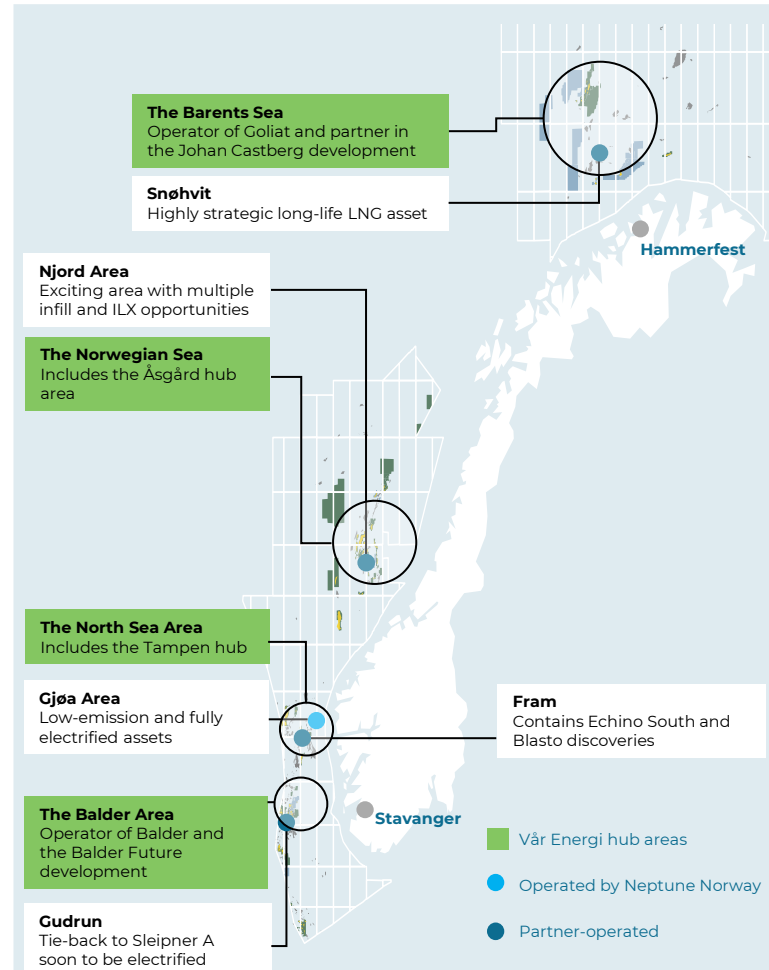 The Barents Sea
Operator of Goliat and partner in
the Johan Castberg development
Snøhvit
Highly strategic long-life LNG asset
Hammerfest
Njord Area
Exciting area with multiple
infill and ILX opportunities
The Norwegian Sea
Includes the Åsgård hub
area
The North Sea Area
Includes the Tampen hub
Gjøa Area
Low-emission and fully
electrified assets
Fram
Contains Echino South and
Blasto discoveries
The Balder Area
Operator of Balder and
the Balder Future
development
Stavanger
Gudrun
Tie-back to Sleipner A
soon to be electrified
Vår Energi hub areas
Operated by Neptune Norway
Partner-operated